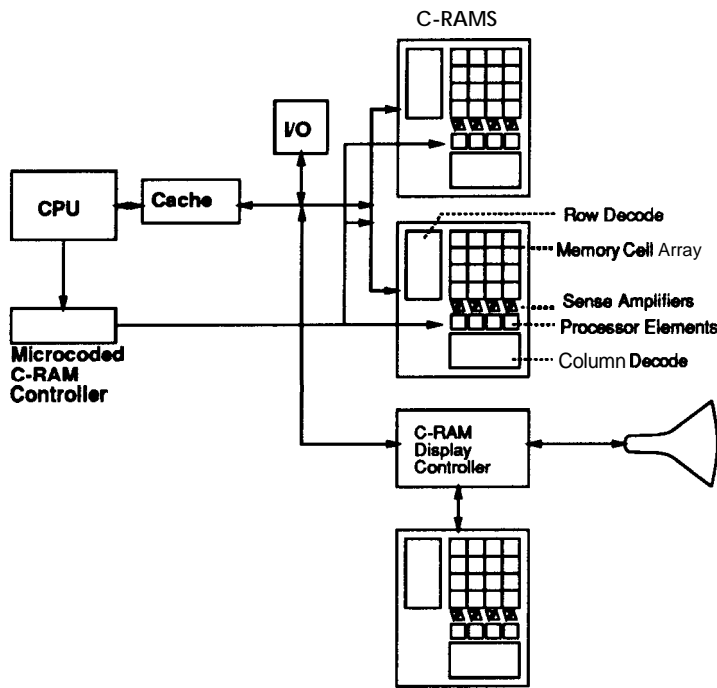 C-RAMS
I/O
CPU
Cache
Row Decode
Memory Cell Array
Sense Amplifiers
Processor Elements
Column Decode
Microcoded
C-RAM
Controller
C-RAM
Display
Controller